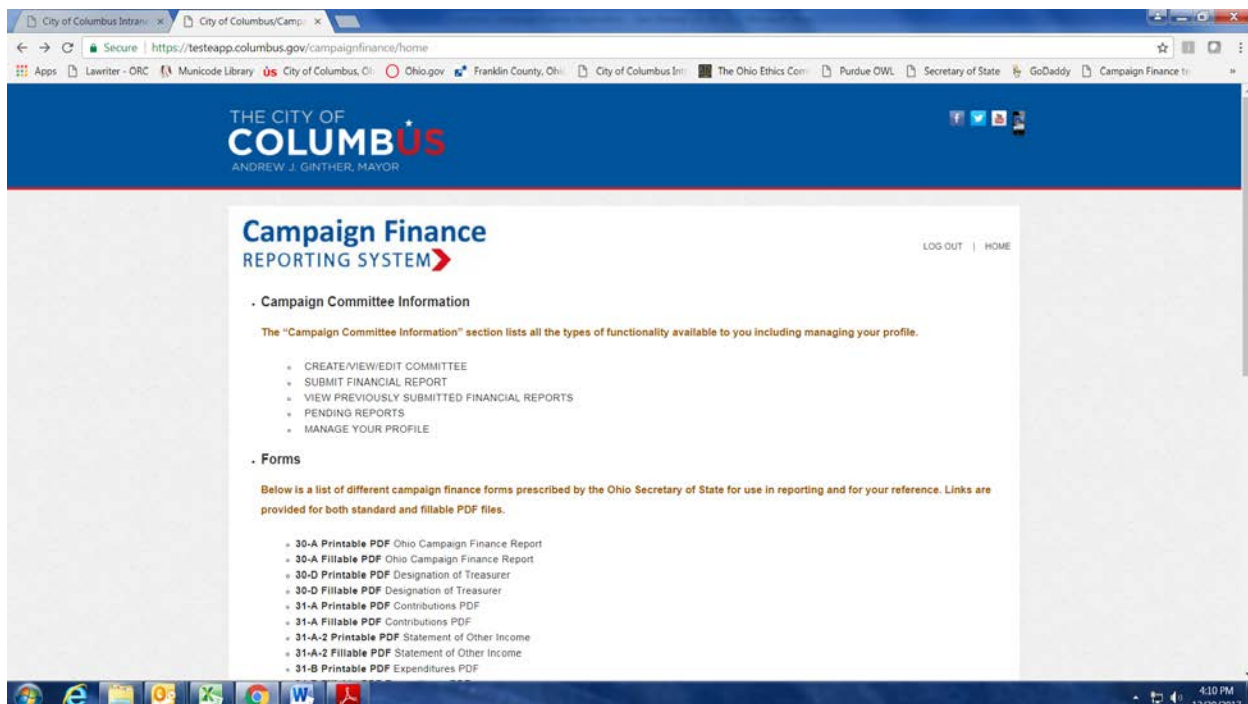 City of Columbus Intran
City of Columbus/Campa
Secure | https://testeapp.columbus.gov/campaignfinance/home
Apps Lawriter - ORC Municode Library City of Columbus, O Ohio.gov Franklin County, Ohi City of Columbus Int The Ohio Ethics Com Purdue OWL Secretary of State GoDaddy Campaign Finance tr »
THE CITY OF
COLUMBUS
ANDREW J. GINTHER, MAYOR
Campaign Finance
REPORTING SYSTEM
LOG OUT | HOME
Campaign Committee Information
The “Campaign Committee Information” section lists all the types of functionality available to you including managing your profile.
CREATE/VIEW/EDIT COMMITTEE
SUBMIT FINANCIAL REPORT
VIEW PREVIOUSLY SUBMITTED FINANCIAL REPORTS
PENDING REPORTS
MANAGE YOUR PROFILE
Forms
Below is a list of different campaign finance forms prescribed by the Ohio Secretary of State for use in reporting and for your reference. Links are
provided for both standard and fillable PDF files.
30-A Printable PDF Ohio Campaign Finance Report
30-A Fillable PDF Ohio Campaign Finance Report
30-D Printable PDF Designation of Treasurer
30-D Fillable PDF Designation of Treasurer
31-A Printable PDF Contributions PDF
31-A Fillable PDF Contributions PDF
31-A-2 Printable PDF Statement of Other Income
31-A-2 Fillable PDF Statement of Other Income
31-B Printable PDF Expenditures PDF
4:10 PM